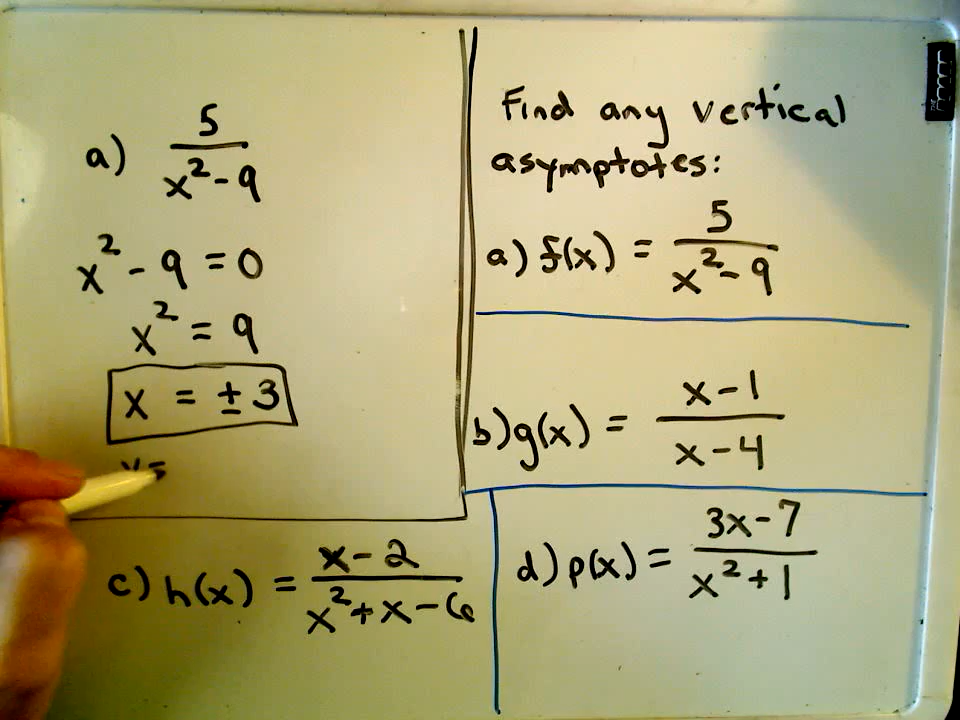 a) 5/(x²-9)
x² - 9 = 0
x² = 9
x = ± 3
x =
Find any vertical
asymptotes:
a) f(x) = 5/(x²-9)
b) g(x) = (x-1)/(x-4)
c) h(x) = (x-2)/(x²+x-6)
d) p(x) = (3x-7)/(x²+1)